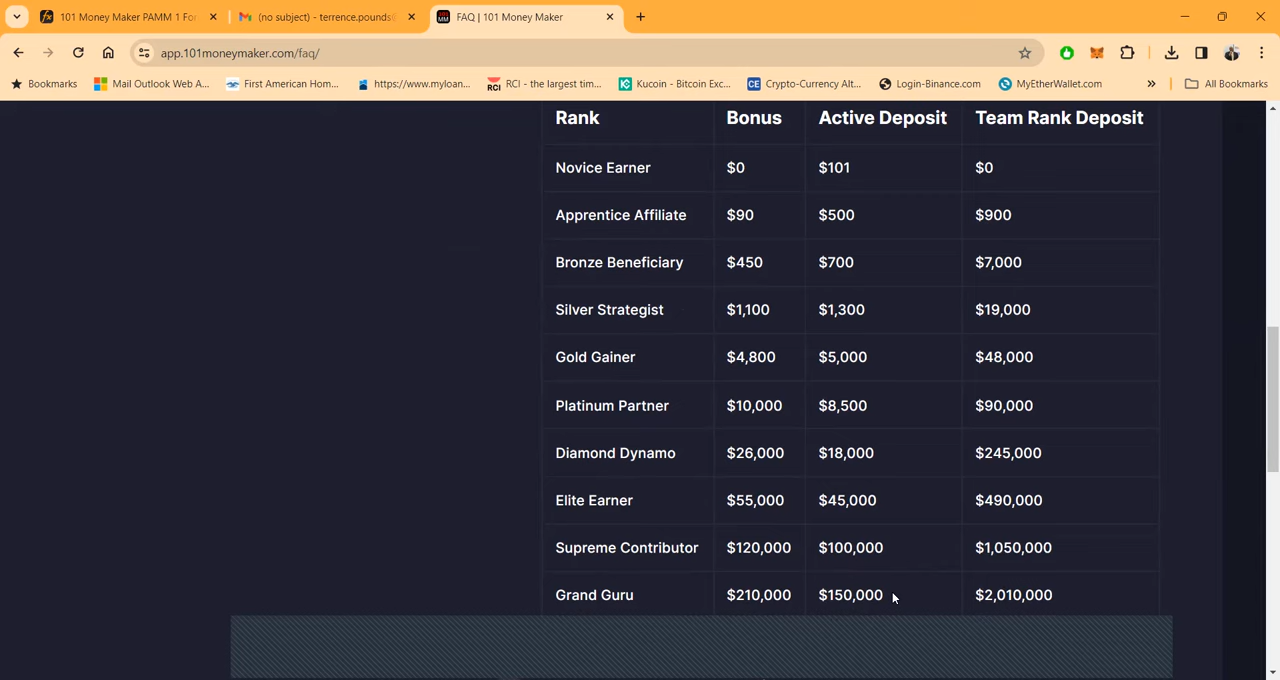 101 Money Maker PAMM 1 For
(no subject) - terrence.pounds@
FAQ | 101 Money Maker
app.101moneymaker.com/faq/
Bookmarks
Mail Outlook Web A...
First American Hom...
https://www.myloan...
RCI - the largest tim...
Kucoin - Bitcoin Exc...
Crypto-Currency Alt...
Login-Binance.com
MyEtherWallet.com
All Bookmarks
Rank Bonus Active Deposit Team Rank Deposit
Novice Earner $0 $101 $0
Apprentice Affiliate $90 $500 $900
Bronze Beneficiary $450 $700 $7,000
Silver Strategist $1,100 $1,300 $19,000
Gold Gainer $4,800 $5,000 $48,000
Platinum Partner $10,000 $8,500 $90,000
Diamond Dynamo $26,000 $18,000 $245,000
Elite Earner $55,000 $45,000 $490,000
Supreme Contributor $120,000 $100,000 $1,050,000
Grand Guru $210,000 $150,000 $2,010,000